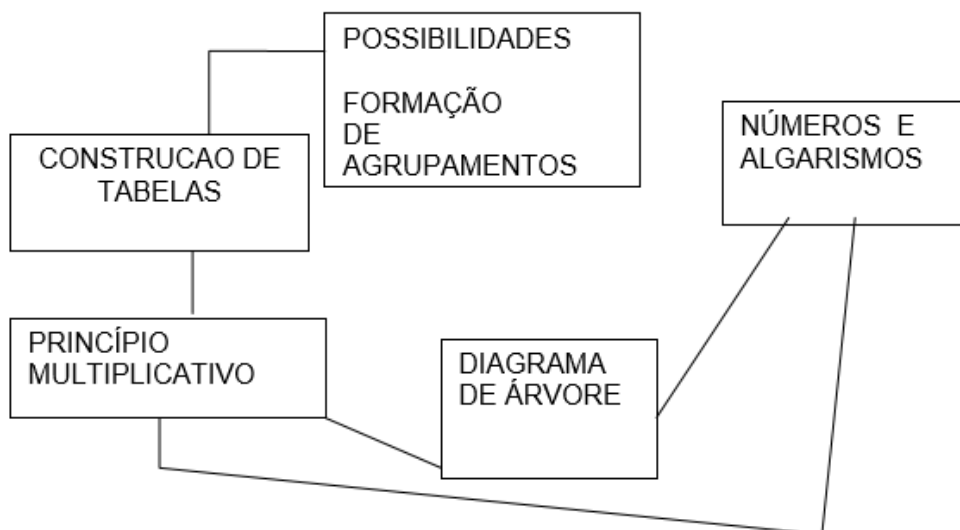 POSSIBILIDADES
FORMAÇÃO
DE
AGRUPAMENTOS
NÚMEROS E
ALGARISMOS
CONSTRUCAO DE
TABELAS
PRINCÍPIO
MULTIPLICATIVO
DIAGRAMA
DE ÁRVORE